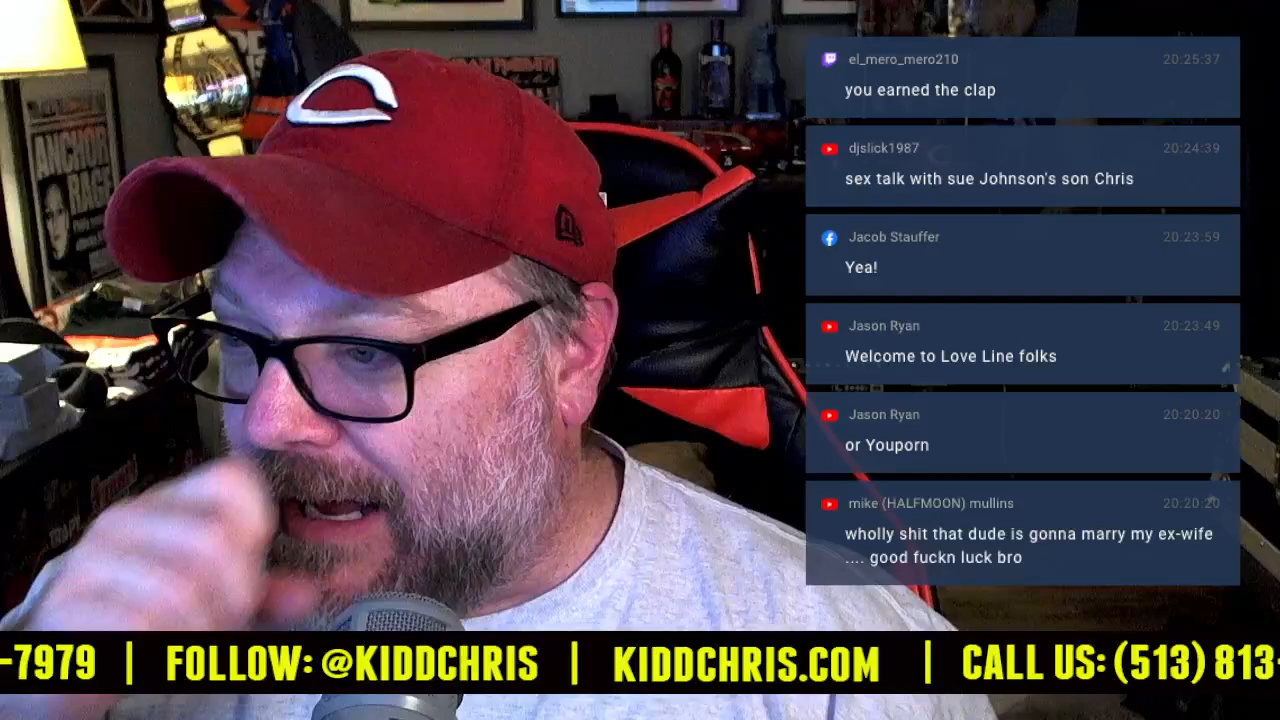 el_mero_mero210 20:25:37
you earned the clap
djslick1987 20:24:39
sex talk with sue Johnson's son Chris
Jacob Stauffer 20:23:59
Yea!
Jason Ryan 20:23:49
Welcome to Love Line folks
Jason Ryan 20:20:20
or Youporn
mike (HALFMOON) mullins 20:20:20
wholly shit that dude is gonna marry my ex-wife
.... good fuckn luck bro
ANCHOR
RAGE
-7979 | FOLLOW: @KIDDCHRIS | KIDDCHRIS.COM | CALL US: (513) 813-